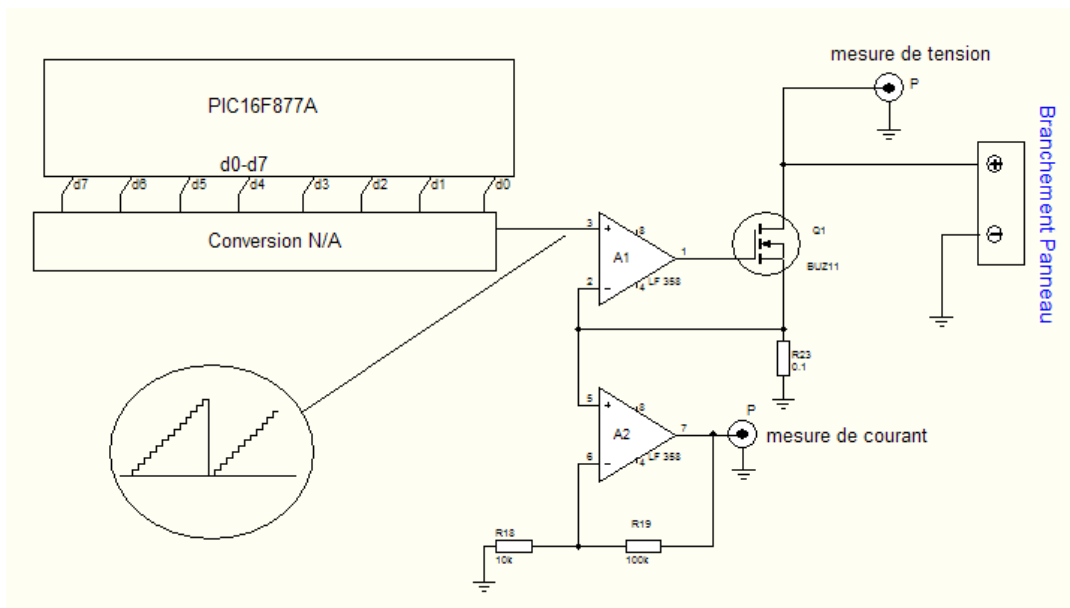 mesure de tension
P
PIC16F877A
d0-d7
d7 d6 d5 d4 d3 d2 d1 d0
Conversion N/A
Branchement Panneau
+
-
3
+
8
A1
1
2
-
4
LF 358
Q1
BUZ11
R23
0.1
5
+
8
A2
7
6
-
4
LF 358
P
mesure de courant
R18
10k
R19
100k